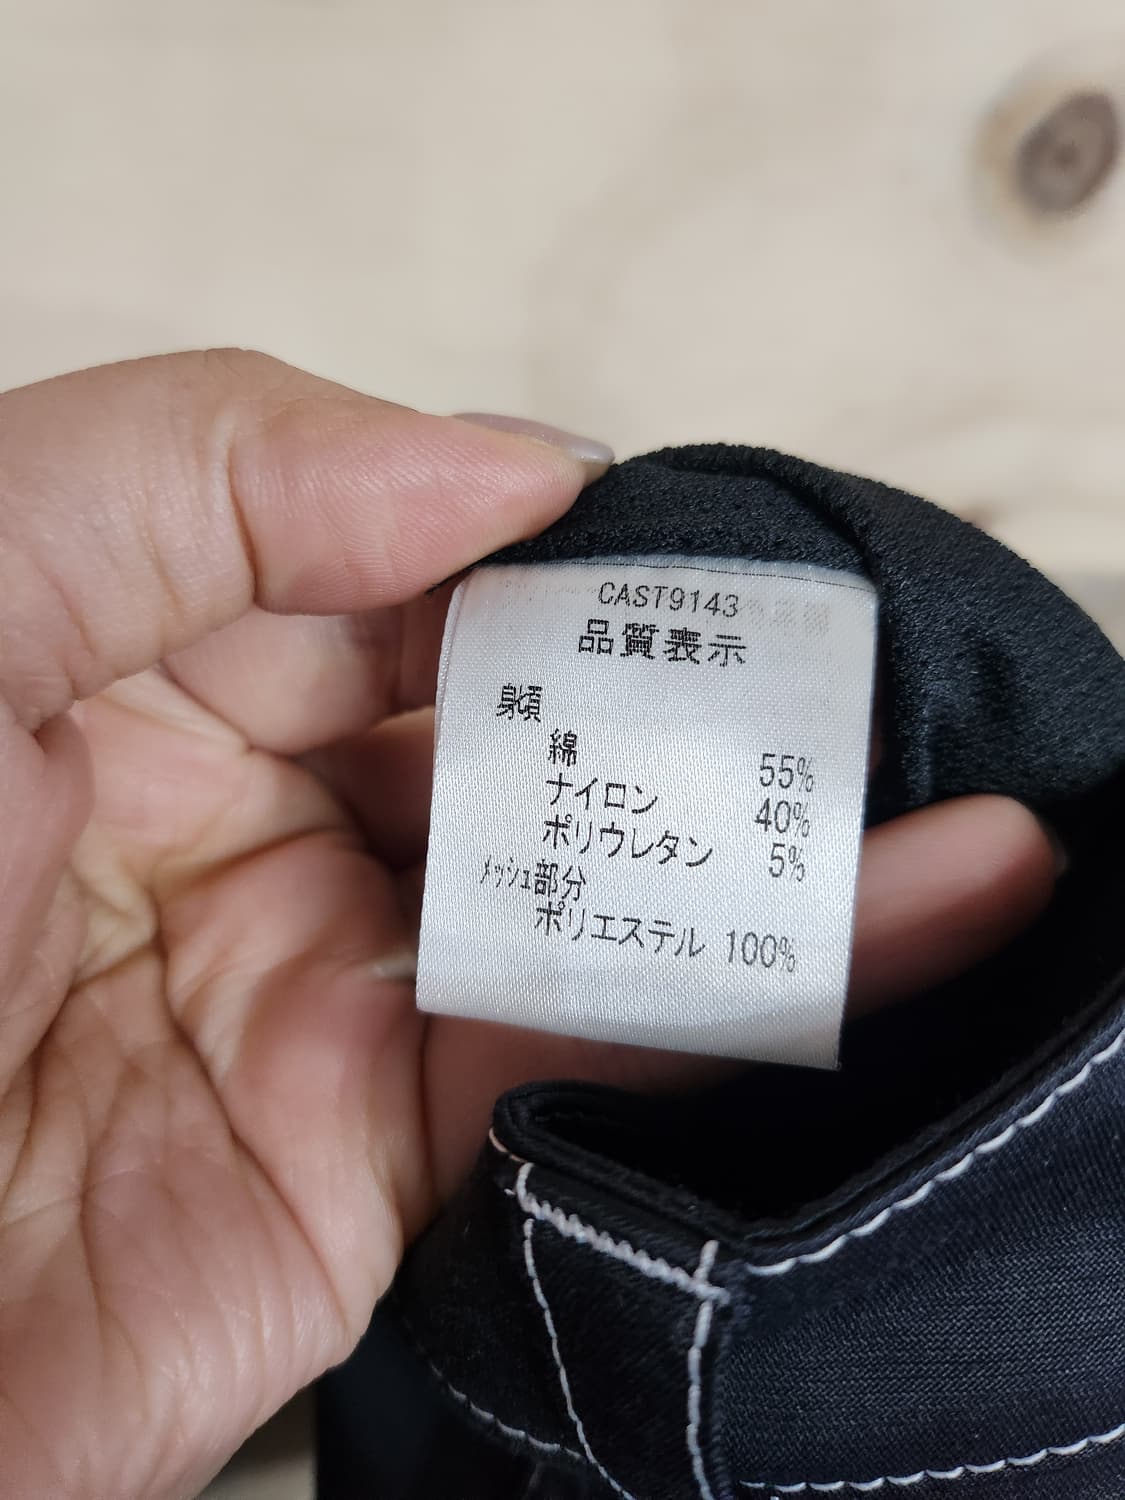 CAST9143
品質表示
身頃
綿 55%
ナイロン 40%
ポリウレタン 5%
ﾒｯｼｭ部分
ポリエステル 100%